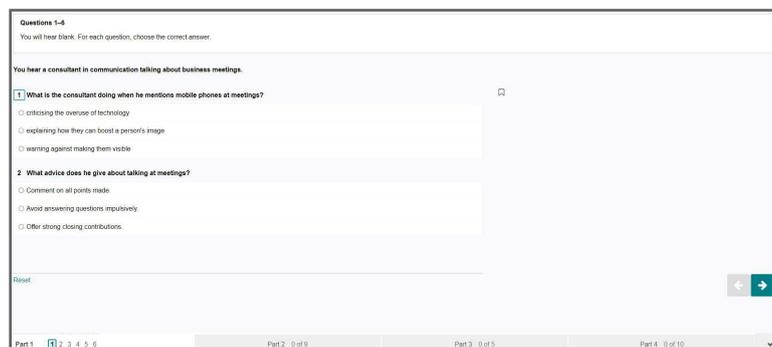 Questions 1–6
You will hear blank. For each question, choose the correct answer.
You hear a consultant in communication talking about business meetings.
1 What is the consultant doing when he mentions mobile phones at meetings?
criticising the overuse of technology
explaining how they can boost a person's image
warning against making them visible
2 What advice does he give about talking at meetings?
Comment on all points made.
Avoid answering questions impulsively.
Offer strong closing contributions.
Reset
Part 1 1 2 3 4 5 6 Part 2 0 of 9 Part 3 0 of 5 Part 4 0 of 10